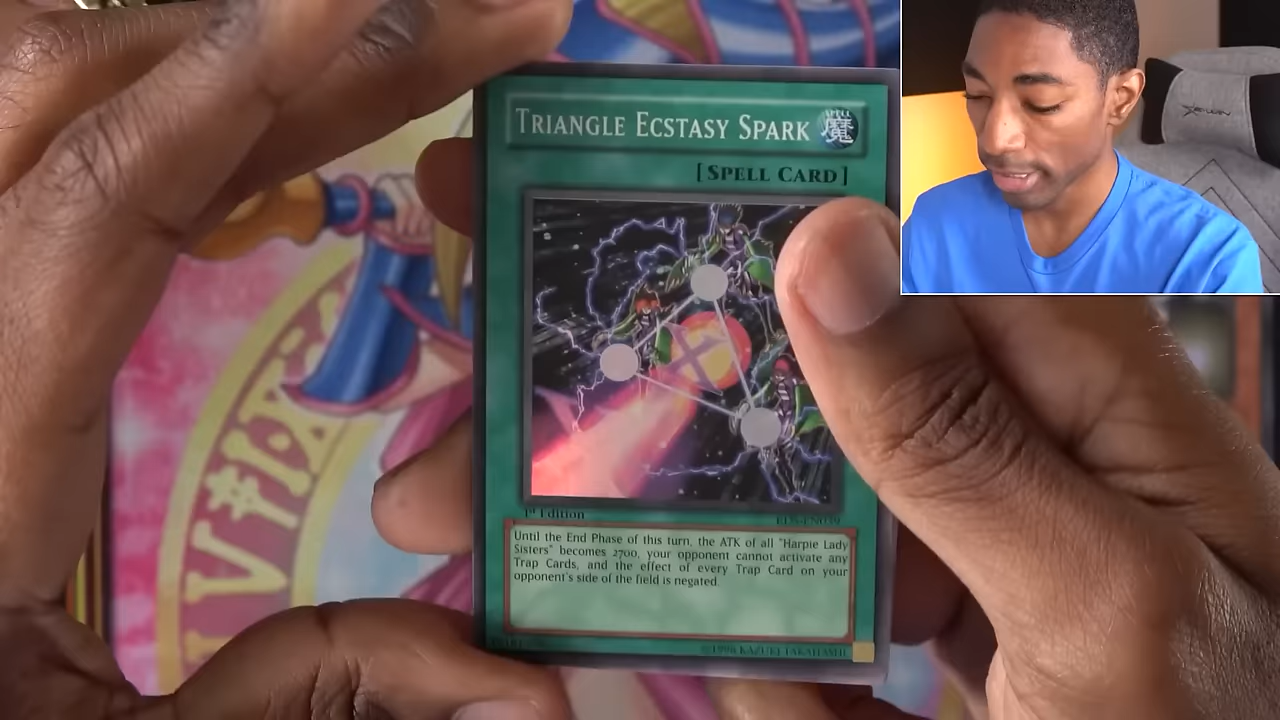 TRIANGLE ECSTASY SPARK
[SPELL CARD]
1st Edition
Until the End Phase of this turn, the ATK of all "Harpie Lady
Sisters" becomes 2700, your opponent cannot activate any
Trap Cards, and the effect of every Trap Card on your
opponent's side of the field is negated.
©1996 KAZUKI TAKAHASHI